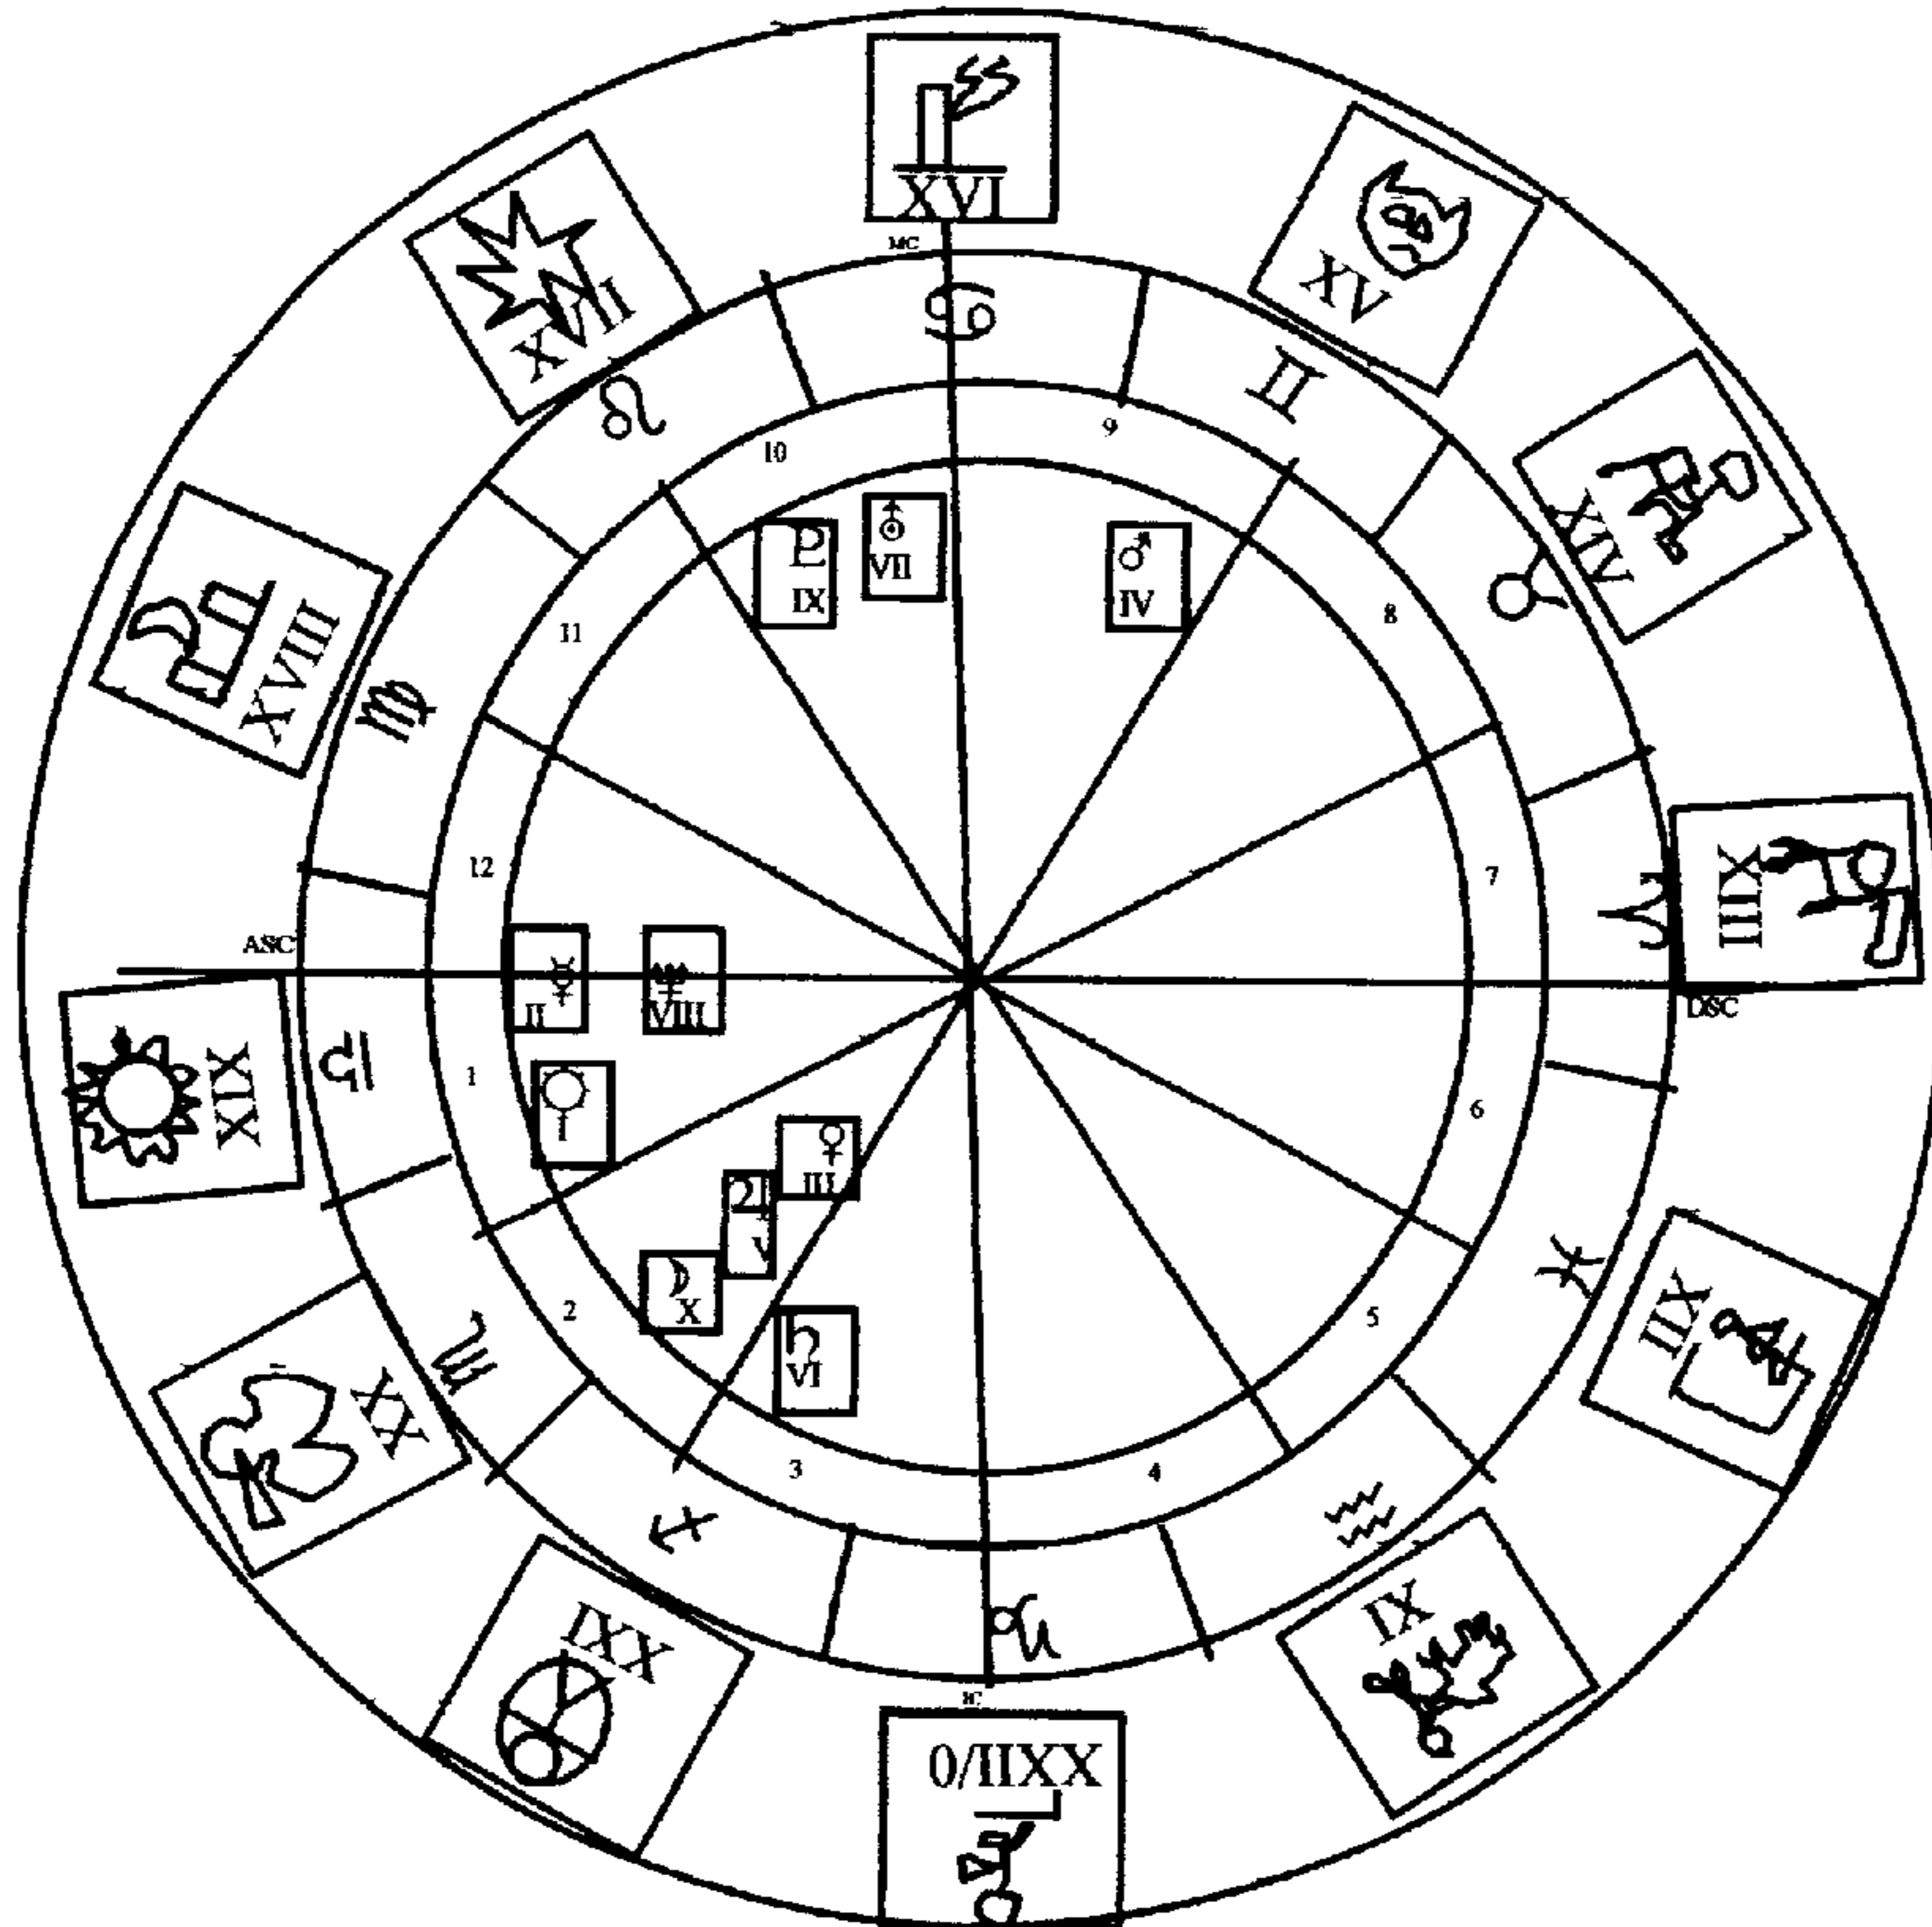 XVI
MC
XV
XVII
XIV
9
10
VII
IX
IV
8
11
XVIII
12
7
XIII
ASC
II
VIII
DSC
XIX
1
I
6
III
V
XII
X
2
5
VI
XX
3
4
IX
IXX
IC
0/IIXX